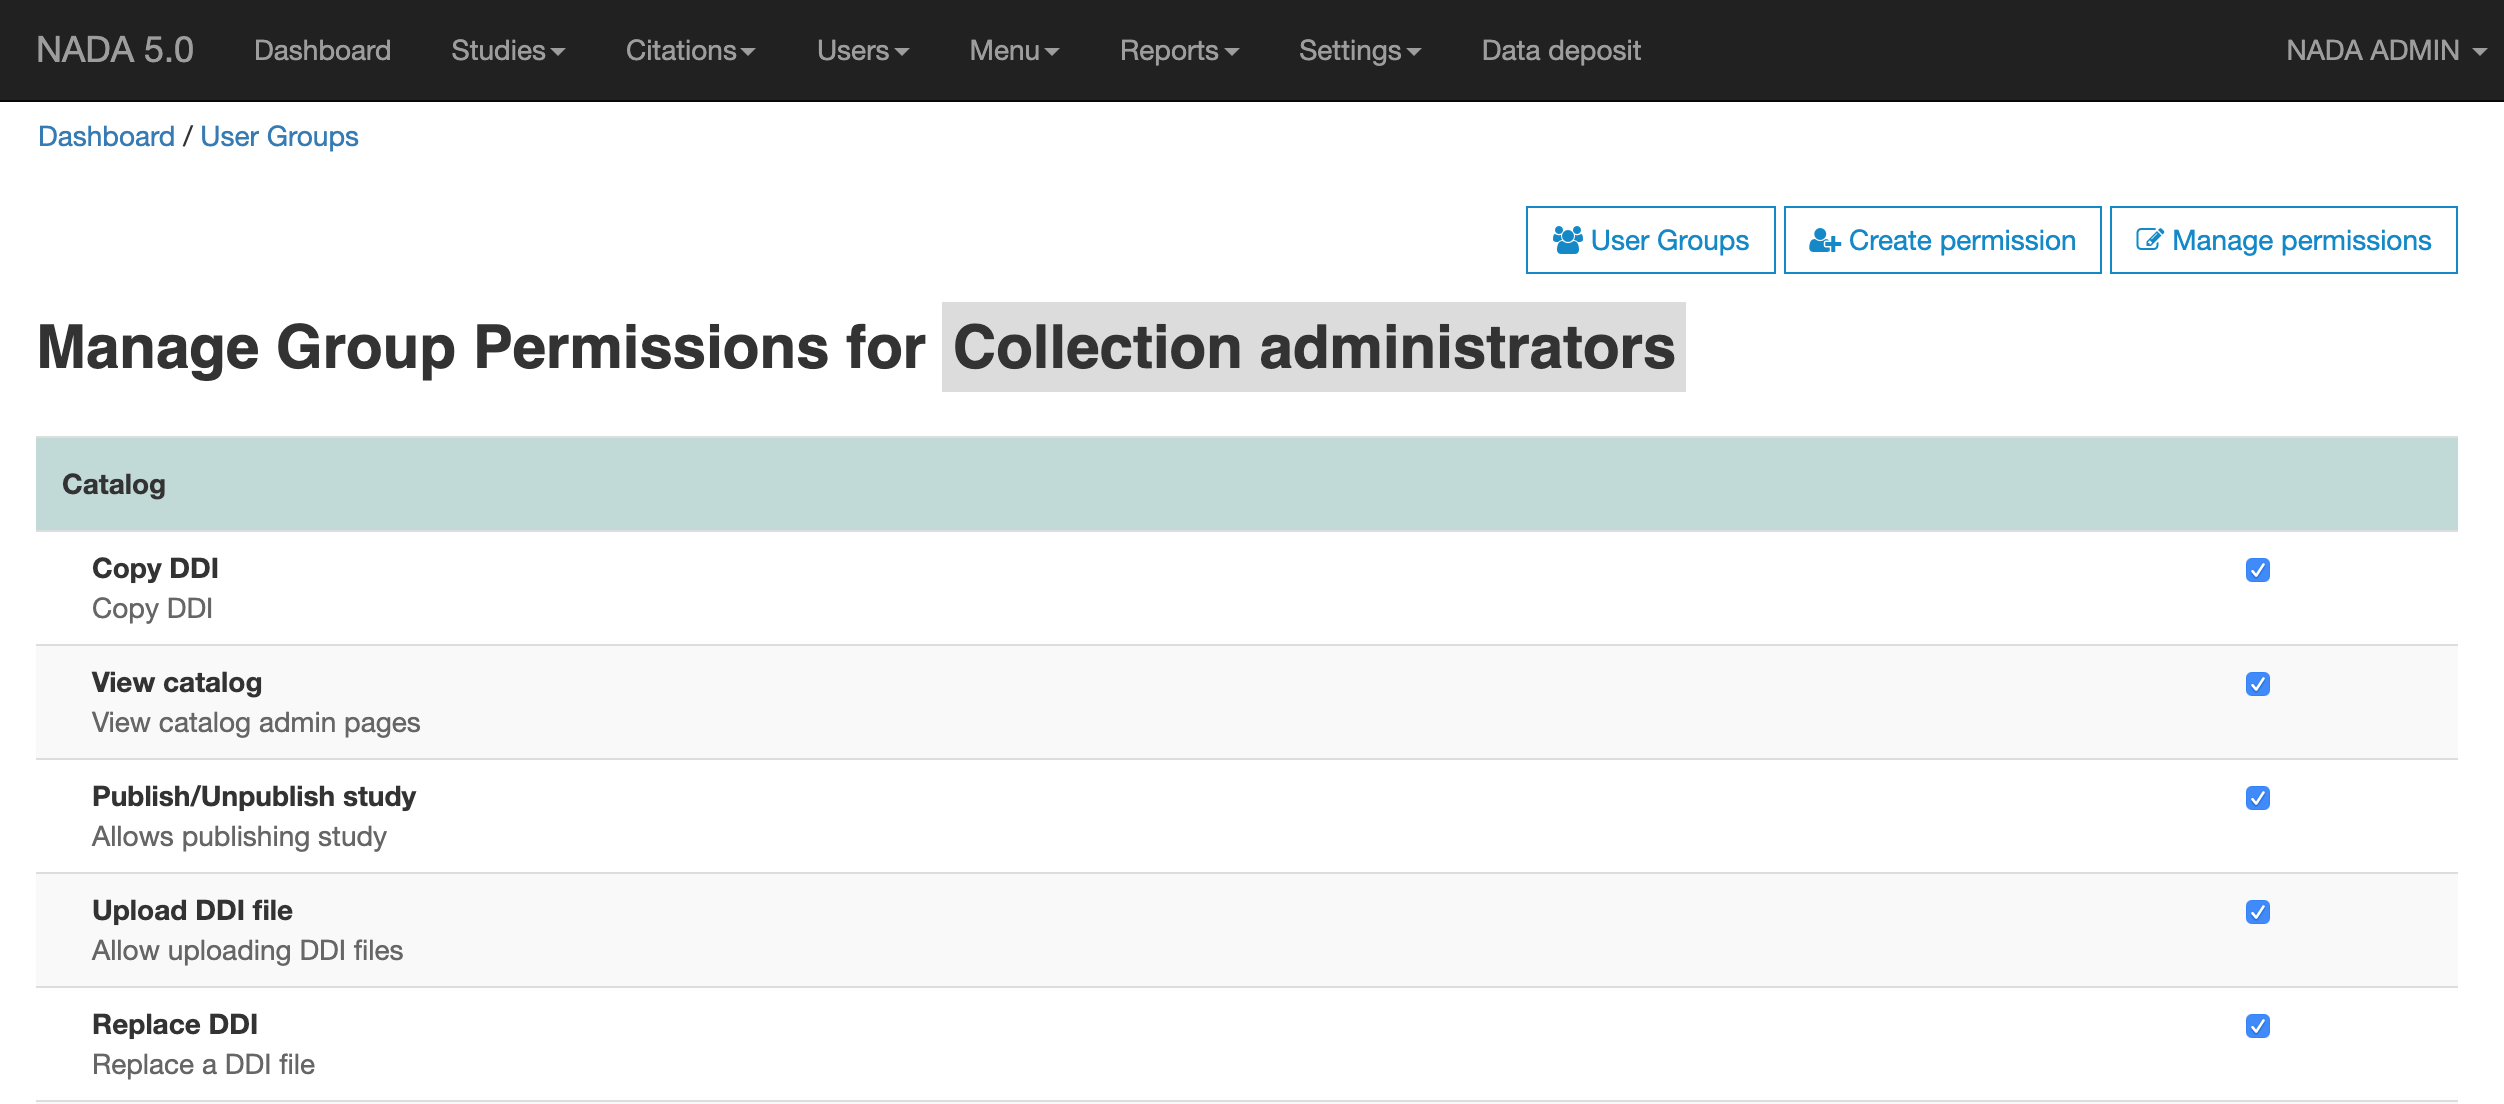 NADA 5.0 Dashboard Studies Citations Users Menu Reports Settings Data deposit NADA ADMIN
Dashboard / User Groups
User Groups Create permission Manage permissions
Manage Group Permissions for Collection administrators
Catalog
Copy DDI
Copy DDI
View catalog
View catalog admin pages
Publish/Unpublish study
Allows publishing study
Upload DDI file
Allow uploading DDI files
Replace DDI
Replace a DDI file